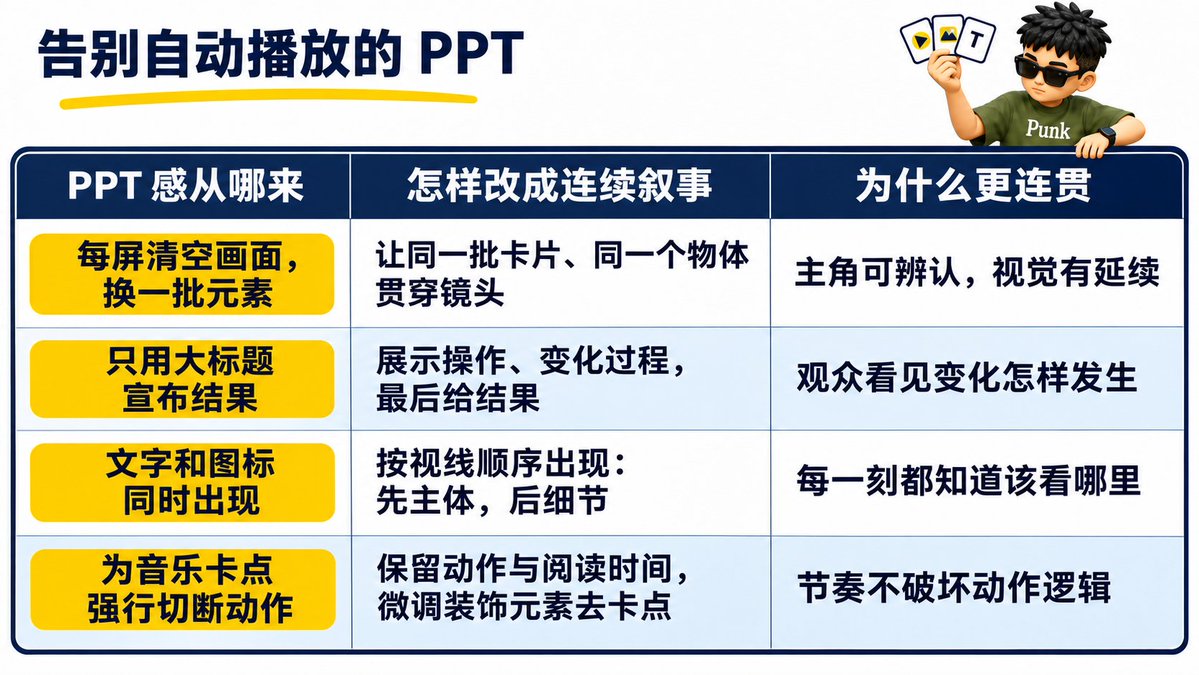 告别自动播放的 PPT
T
Punk
PPT 感从哪来
怎样改成连续叙事
为什么更连贯
每屏清空画面，
换一批元素
让同一批卡片、同一个物体
贯穿镜头
主角可辨认，视觉有延续
只用大标题
宣布结果
展示操作、变化过程，
最后给结果
观众看见变化怎样发生
文字和图标
同时出现
按视线顺序出现：
先主体，后细节
每一刻都知道该看哪里
为音乐卡点
强行切断动作
保留动作与阅读时间，
微调装饰元素去卡点
节奏不破坏动作逻辑